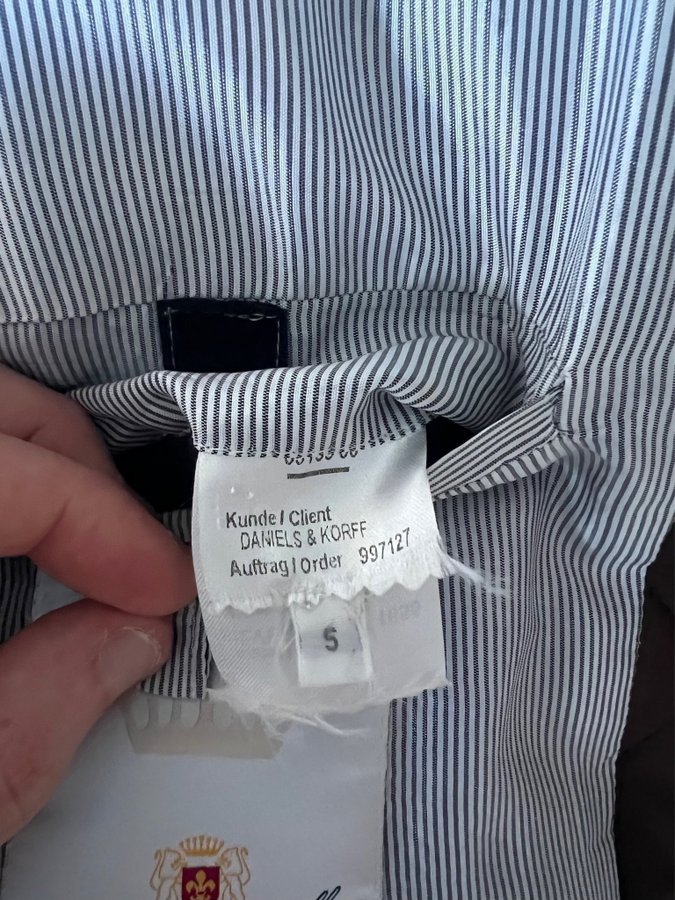 Kunde / Client
DANIELS & KORFF
Auftrag / Order 997127
S